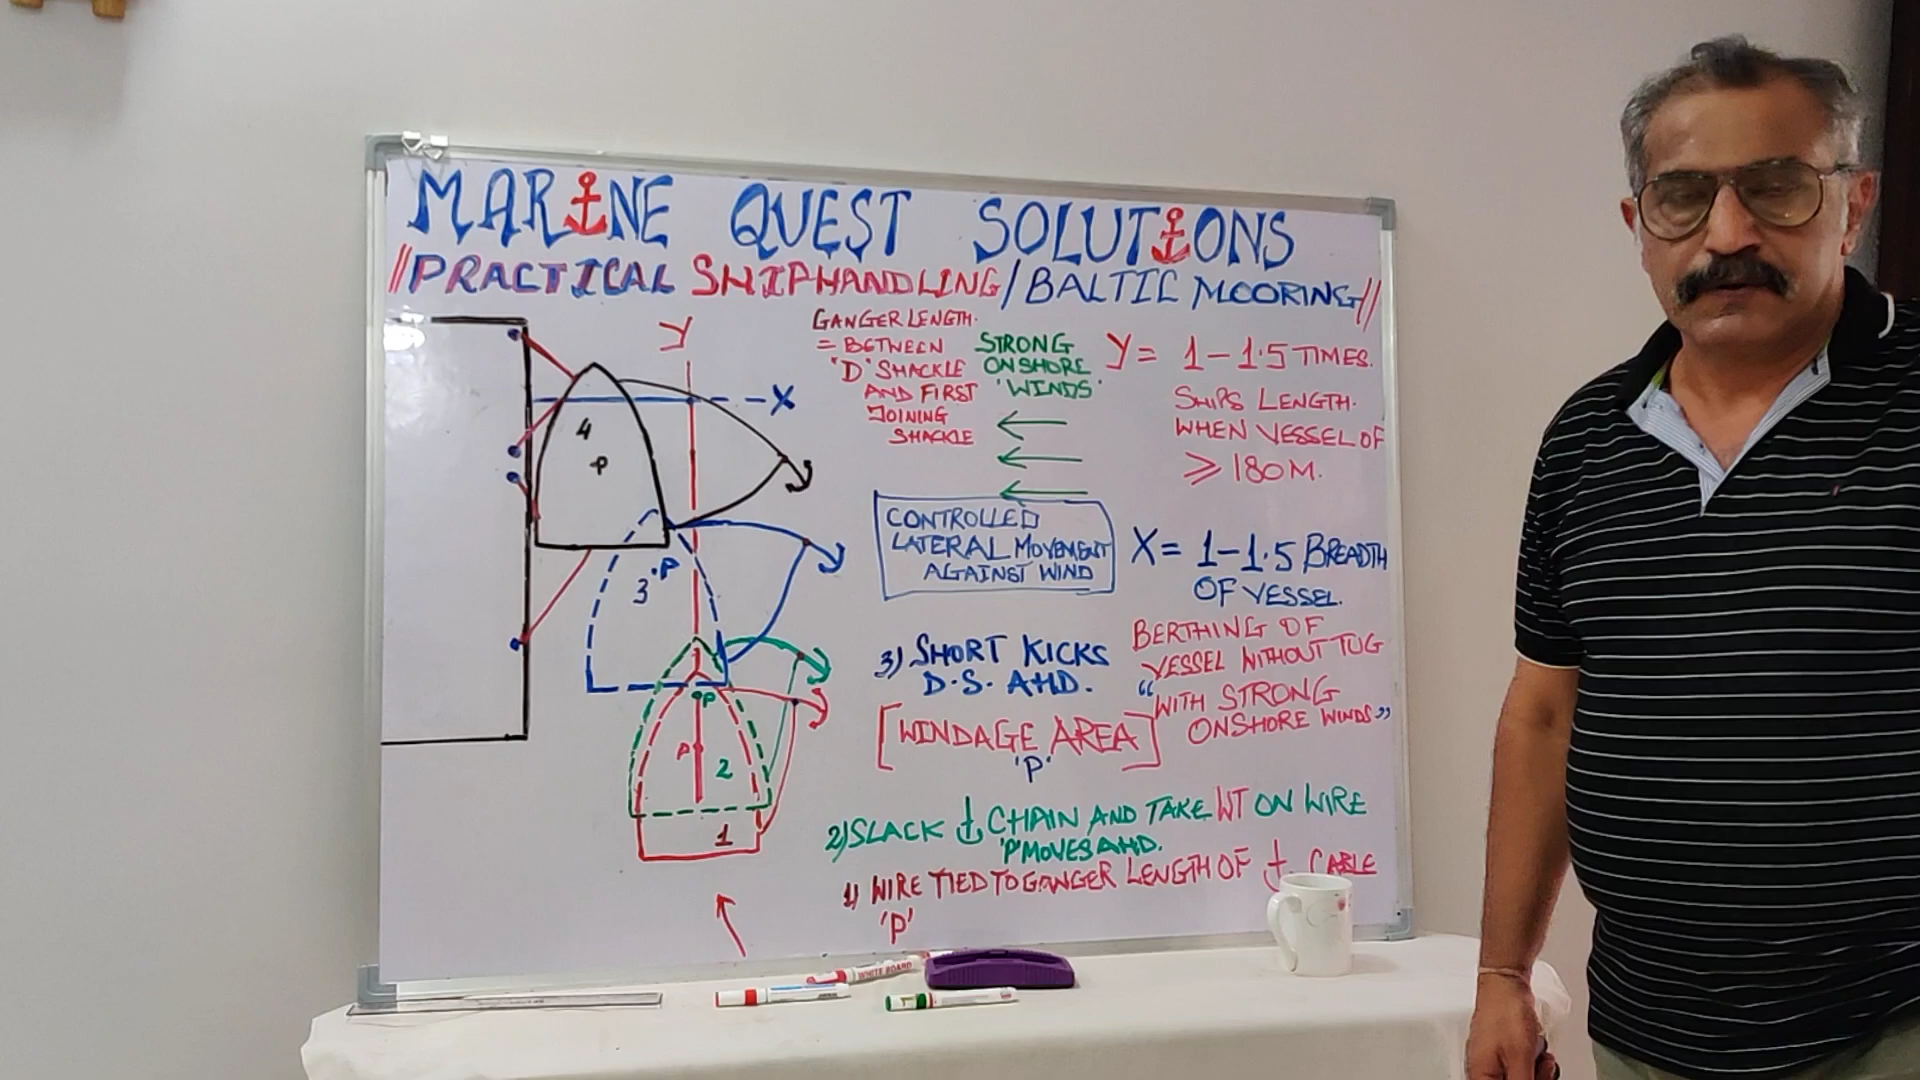 MARINE QUEST SOLUTIONS
//PRACTICAL SHIPHANDLING/BALTIC MOORING//
GANGER LENGTH.
= BETWEEN
"D" SHACKLE
AND FIRST
JOINING
SHACKLE
STRONG
ONSHORE
'WINDS'
Y = 1-1.5 TIMES.
SHIPS LENGTH.
WHEN VESSEL OF
≥ 180 M.
Y
X
4
P
3
P
P
P
2
1
CONTROLLED
LATERAL MOVEMENT
AGAINST WIND
X = 1-1.5 BREADTH
OF VESSEL.
3) SHORT KICKS
D.S. AHD.
BERTHING OF
VESSEL WITHOUT TUG
"WITH STRONG
ONSHORE WINDS"
[WINDAGE AREA]
'P'
2) SLACK ⚓ CHAIN AND TAKE WT ON WIRE
'P' MOVES AHD.
1) WIRE TIED TO GANGER LENGTH OF ⚓ CABLE
'P'
WHITE BOARD